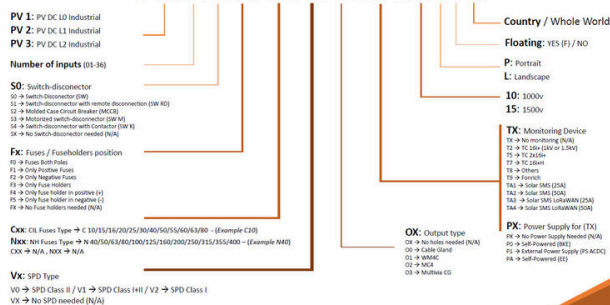 PV 1: PV DC L0 Industrial
PV 2: PV DC L1 Industrial
PV 3: PV DC L2 Industrial
Number of inputs (01-36)
S0: Switch-disconector
S0 → Switch-Disconector (SW)
S1 → Switch-disconnector with remote disconnection (SW RD)
S2 → Molded Case Circuit Breaker (MCCB)
S3 → Motorized switch-disconector (SW M)
S4 → Switch-disconnector with Contactor (SW K)
SX → No Switch-disconector needed (N/A)
Fx: Fuses / Fuseholders position
F0 → Fuses Both Poles
F1 → Only Positive Fuses
F2 → Only Negative Fuses
F3 → Only Fuse Holders
F4 → Only fuse holder in positive (+)
F5 → Only fuse holder in negative (-)
FX → No Fuse holders needed (N/A)
Cxx: CIL Fuses Type → C 10/15/16/20/25/30/40/50/55/60/63/80 - (Example C10)
Nxx: NH Fuses Type → N 40/50/63/80/100/125/160/200/250/315/355/400 – (Example N40)
CXX → N/A , NXX → N/A
Vx: SPD Type
V0 → SPD Class II / V1 → SPD Class I+II / V2 → SPD Class I
VX → No SPD needed (N/A)
OX: Output type
OX → No holes needed (N/A)
O0 → Cable Gland
O1 → WM4C
O2 → MC4
O3 → Multivia CG
Country / Whole World
Floating: YES (F) / NO
P: Portrait
L: Landscape
10: 1000v
15: 1500v
TX: Monitoring Device
TX → No monitoring (N/A)
T2 → TC 16I+ (1kV or 1.5kV)
T5 → TC 2x16I+
T7 → TC 16I+H
T8 → Others
T9 → Fonrich
TA1 → Solar SMS (25A)
TA2 → Solar SMS (50A)
TA3 → Solar SMS LoRaWAN (25A)
TA4 → Solar SMS LoRaWAN (50A)
PX: Power Supply for (TX)
PX → No Power Supply Needed (N/A)
P0 → Self-Powered (BKE)
P1 → External Power Supply (PS ACDC)
PA → Self-Powered (EE)